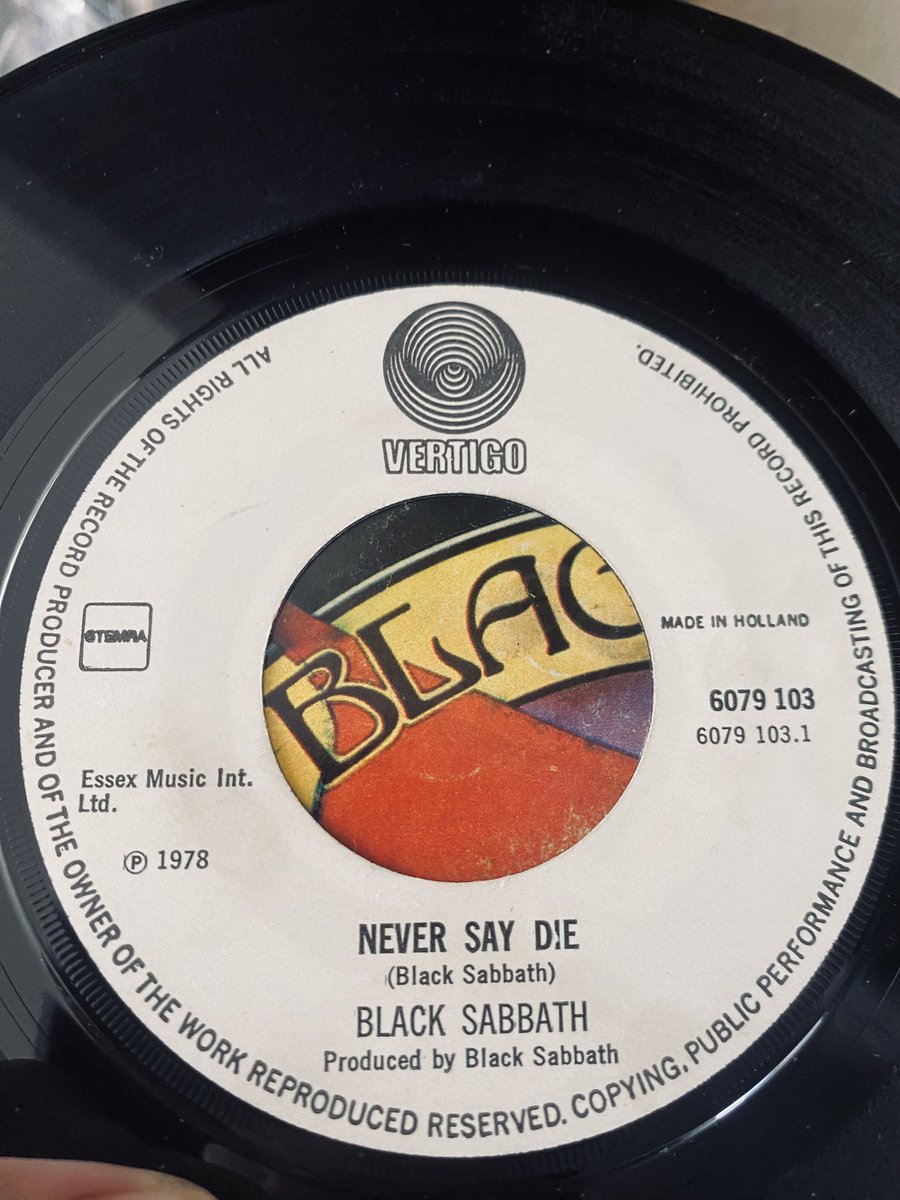 VERTIGO
ALL RIGHTS OF THE RECORD PRODUCER AND OF THE OWNER OF THE WORK REPRODUCED RESERVED. COPYING, PUBLIC PERFORMANCE AND BROADCASTING OF THIS RECORD PROHIBITED.
BLAC
STEMRA
MADE IN HOLLAND
6079 103
6079 103.1
Essex Music Int.
Ltd.
Ⓟ 1978
NEVER SAY DIE
(Black Sabbath)
BLACK SABBATH
Produced by Black Sabbath